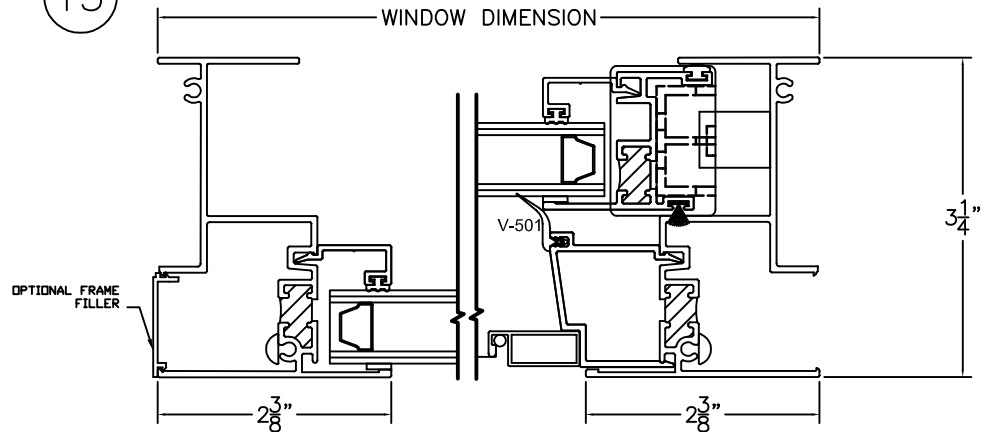 WINDOW DIMENSION
3 1/4"
V-501
OPTIONAL FRAME
FILLER
2 3/8"
2 3/8"